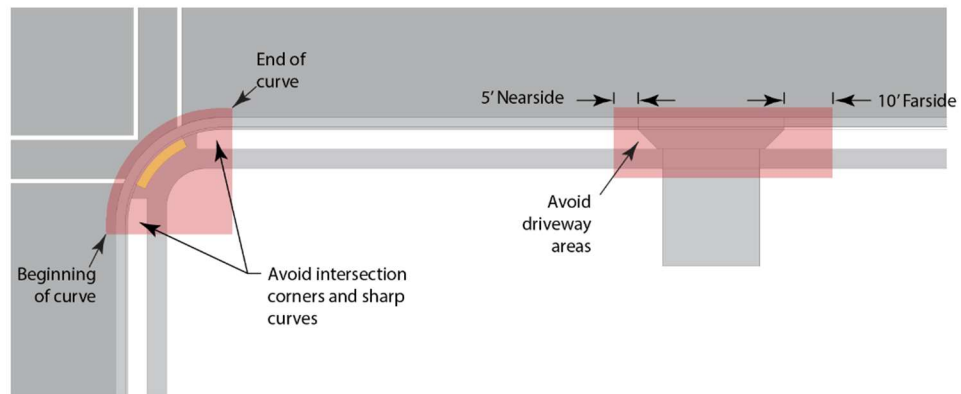 End of
curve
5’ Nearside
10’ Farside
Avoid
driveway
areas
Beginning
of curve
Avoid intersection
corners and sharp
curves